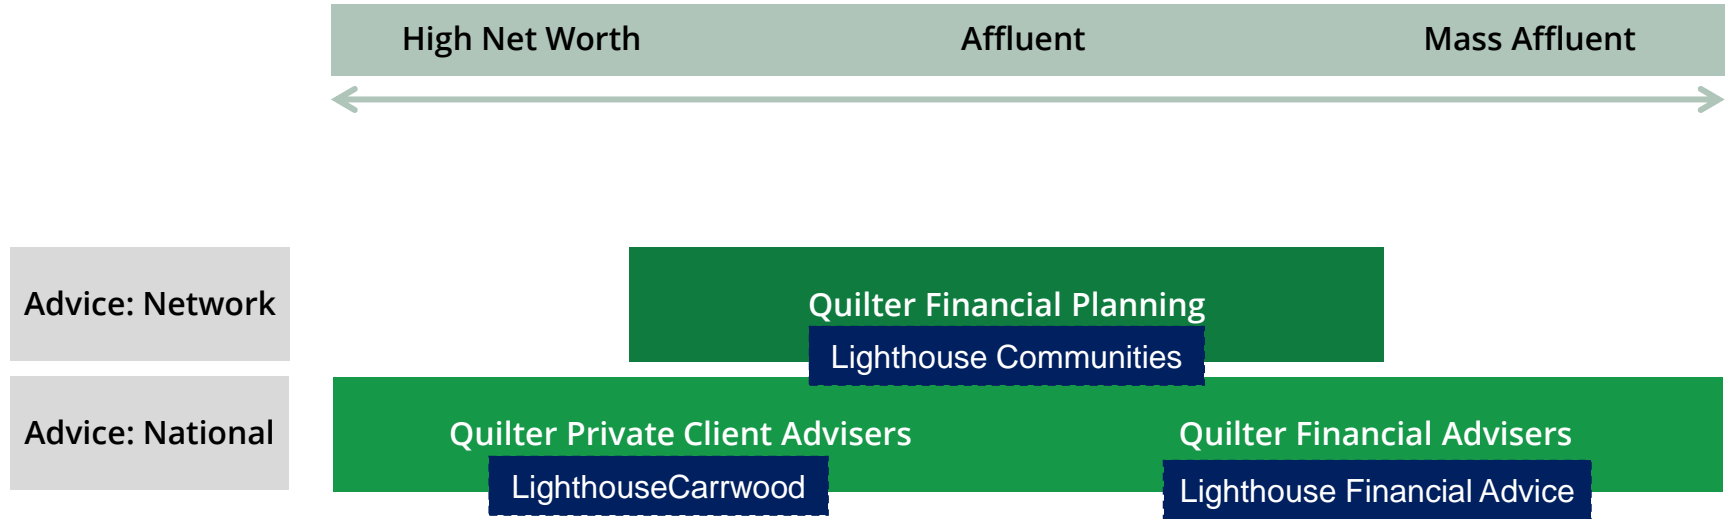 High Net Worth Affluent Mass Affluent
Advice: Network
Quilter Financial Planning
Lighthouse Communities
Advice: National
Quilter Private Client Advisers Quilter Financial Advisers
LighthouseCarrwood Lighthouse Financial Advice